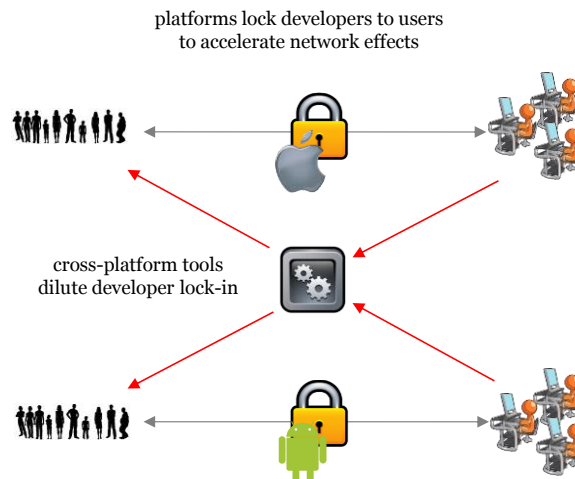 platforms lock developers to users
to accelerate network effects
cross-platform tools
dilute developer lock-in